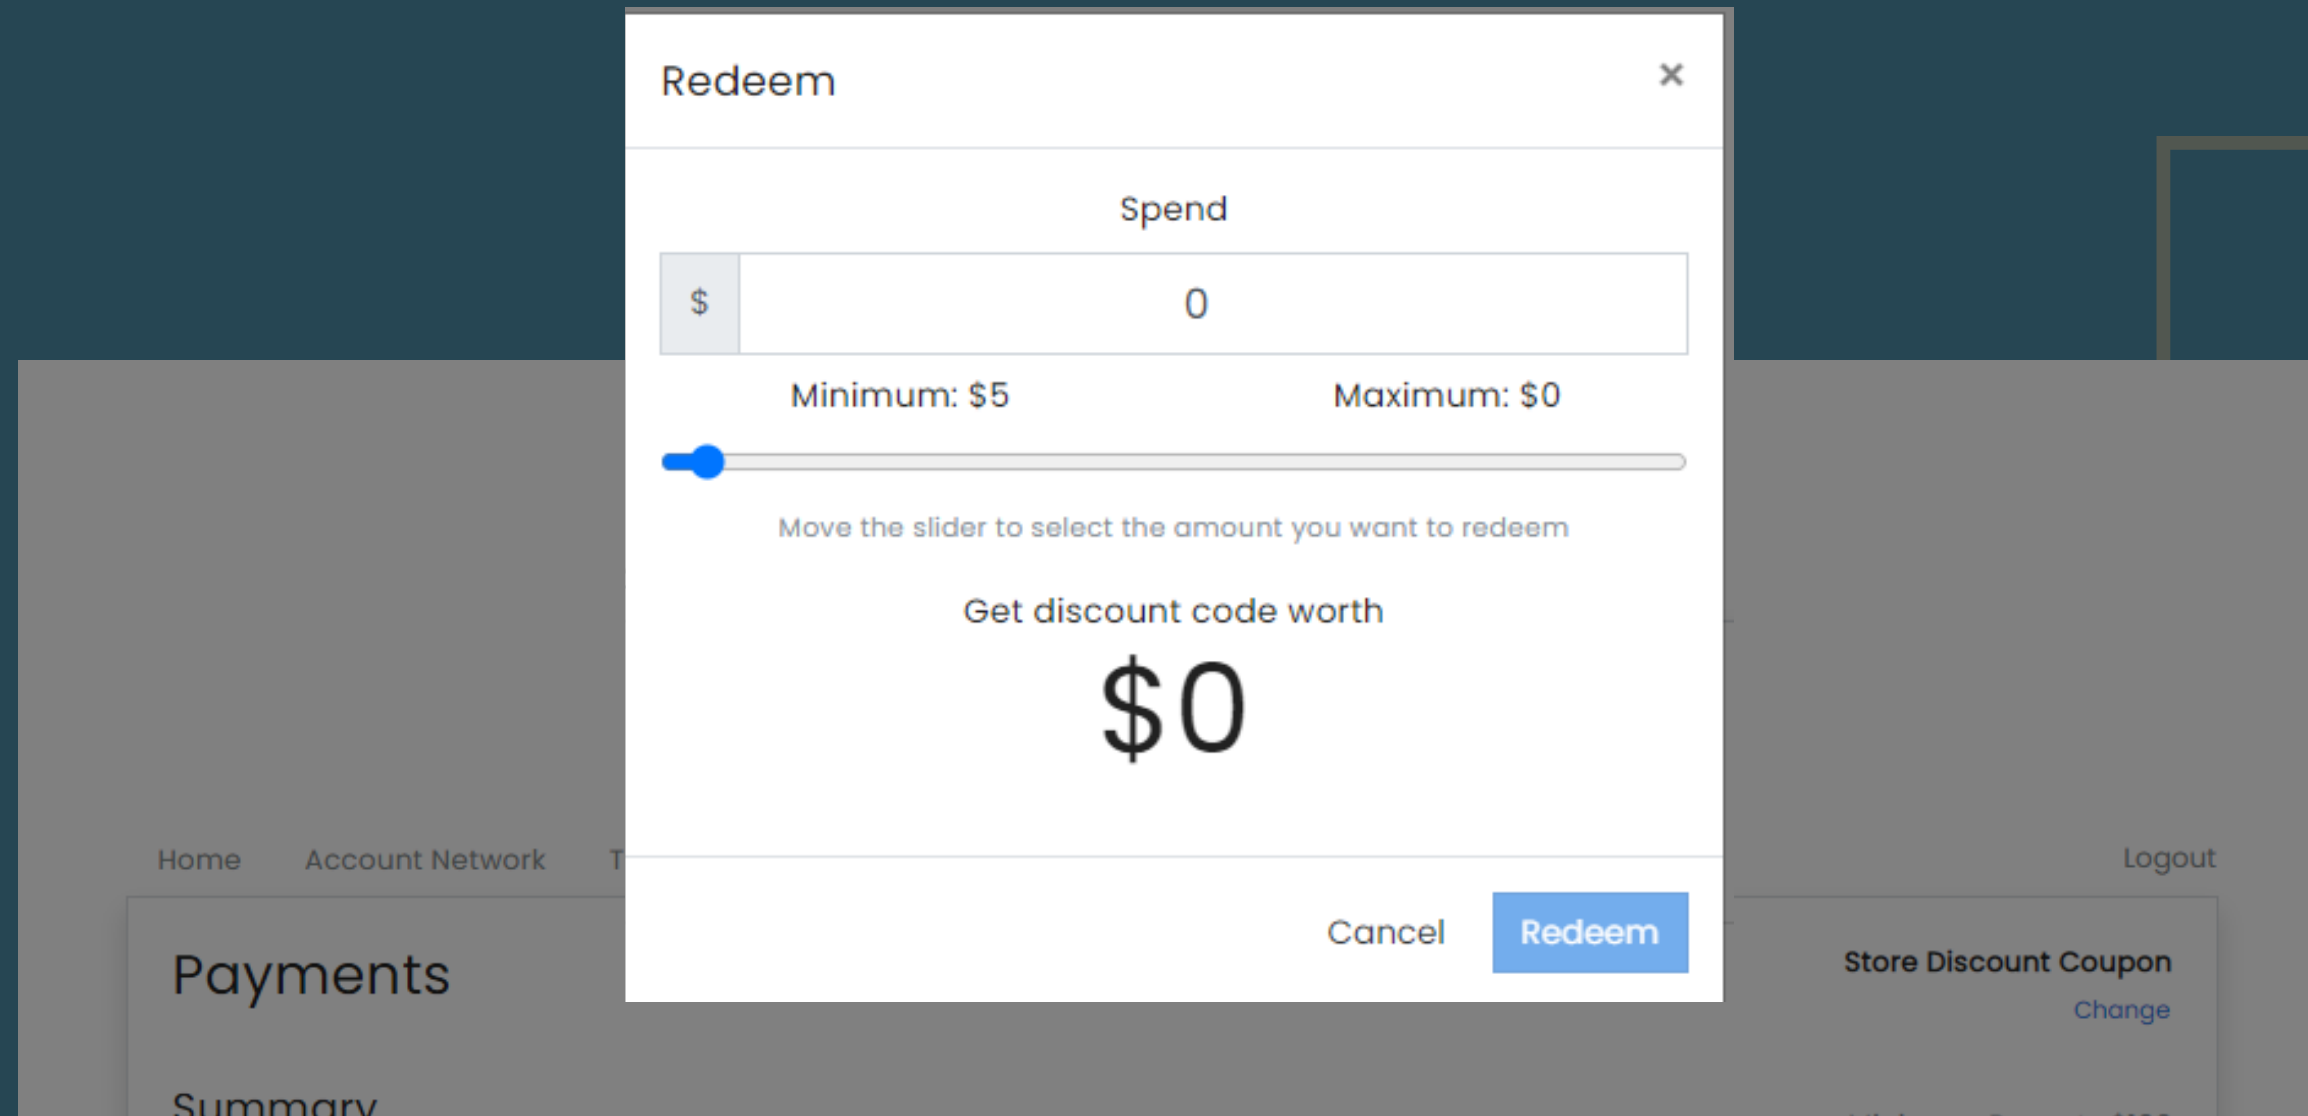 Redeem ×
Spend
$ 0
Minimum: $5 Maximum: $0
Move the slider to select the amount you want to redeem
Get discount code worth
$0
Cancel Redeem
Home Account Network T
Logout
Payments
Store Discount Coupon
Change
Summary